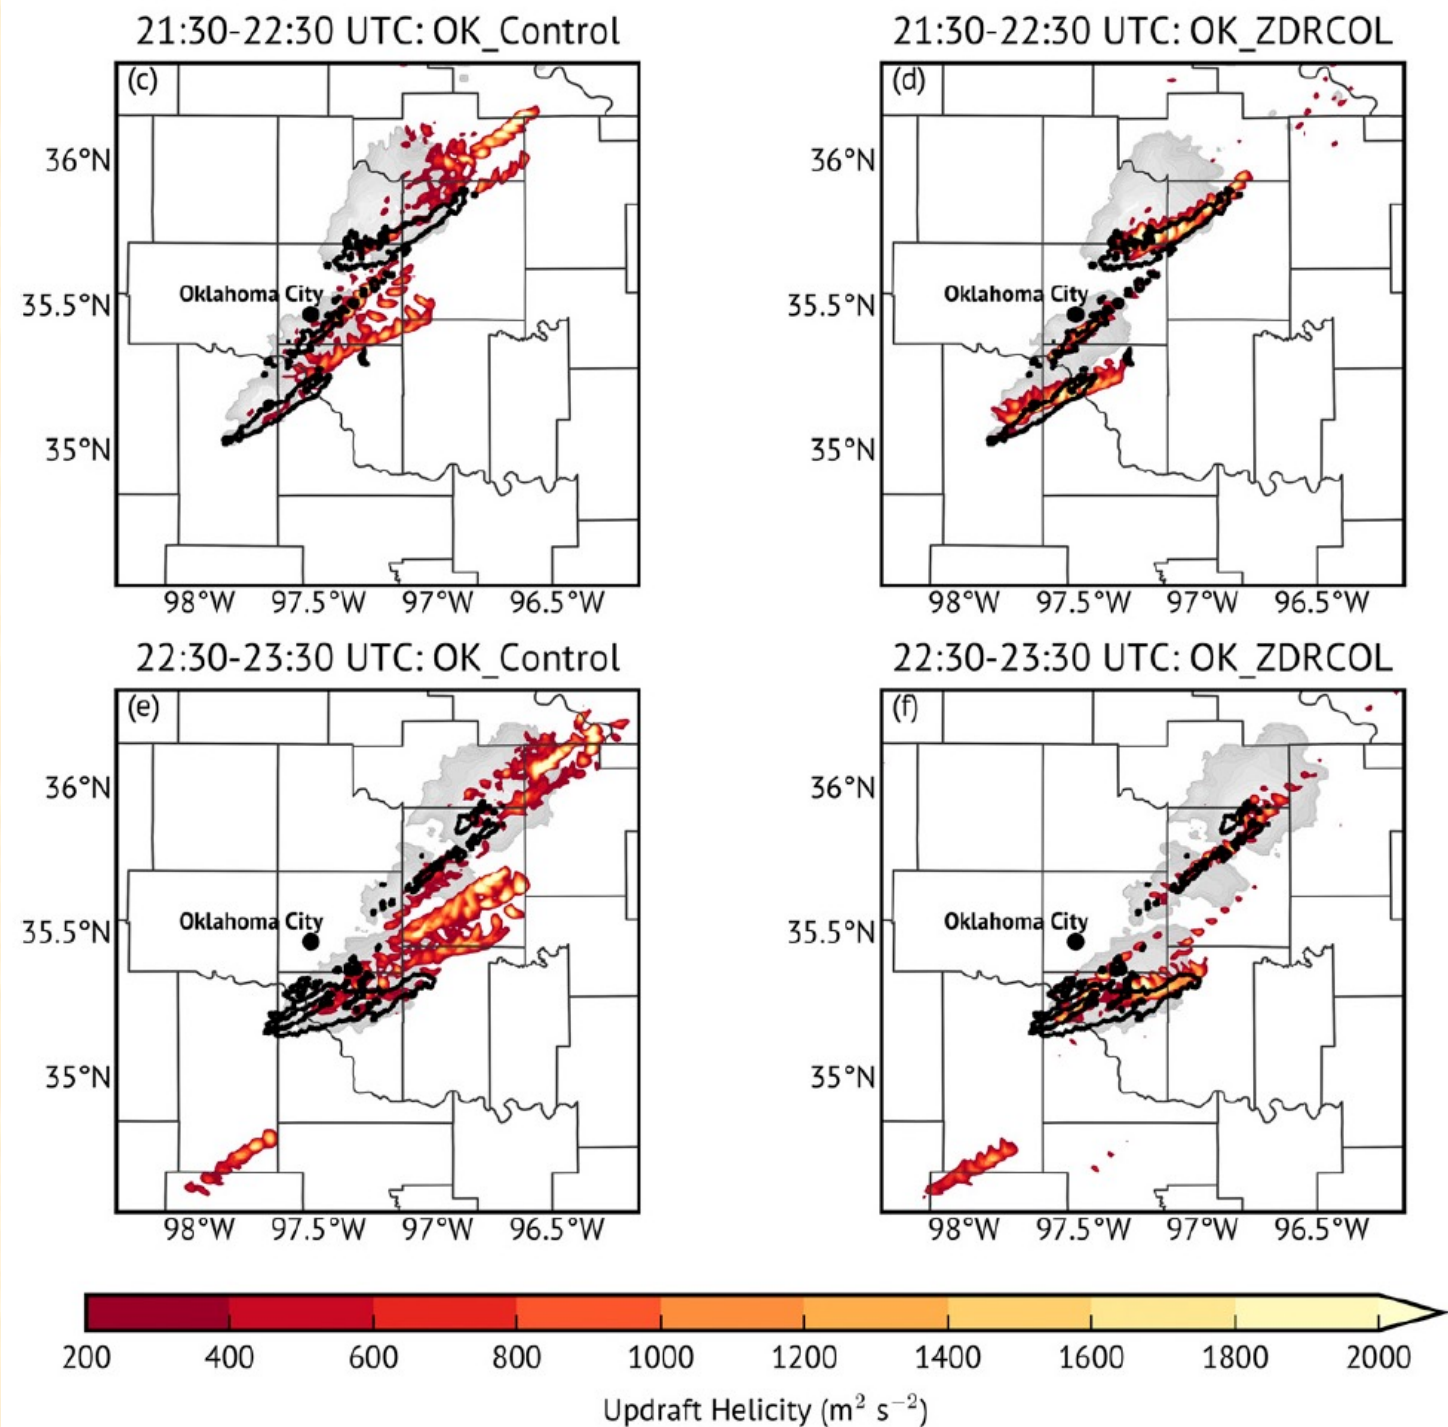 21:30-22:30 UTC: OK_Control
21:30-22:30 UTC: OK_ZDRCOL
(c)
(d)
36°N
36°N
Oklahoma City
Oklahoma City
35.5°N
35.5°N
35°N
35°N
98°W 97.5°W 97°W 96.5°W
98°W 97.5°W 97°W 96.5°W
22:30-23:30 UTC: OK_Control
22:30-23:30 UTC: OK_ZDRCOL
(e)
(f)
36°N
36°N
Oklahoma City
Oklahoma City
35.5°N
35.5°N
35°N
35°N
98°W 97.5°W 97°W 96.5°W
98°W 97.5°W 97°W 96.5°W
200 400 600 800 1000 1200 1400 1600 1800 2000
Updraft Helicity (m² s⁻²)